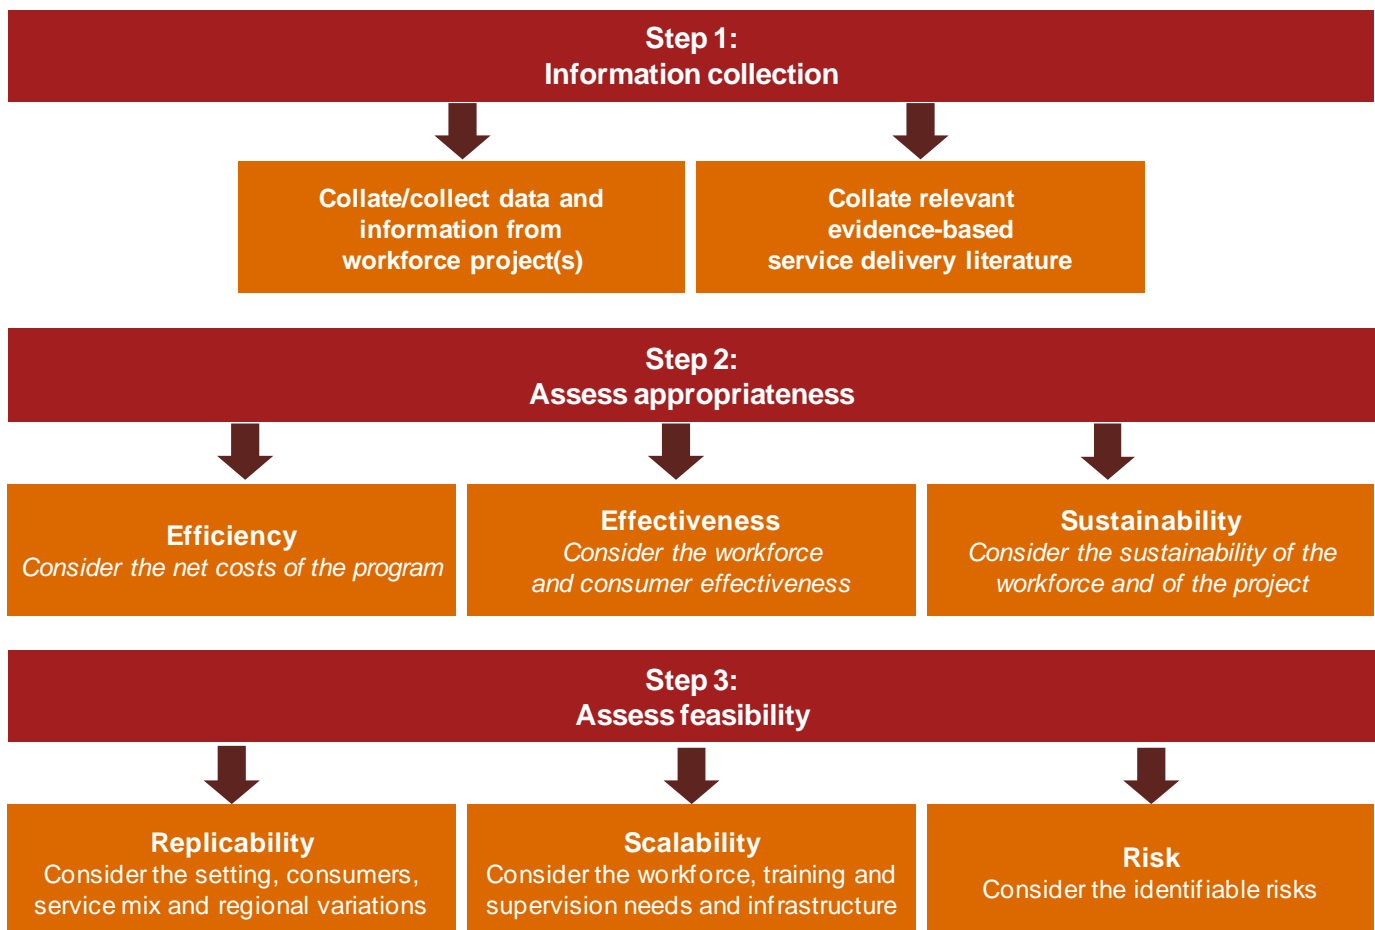 Step 1:
Information collection
Collate/collect data and
information from
workforce project(s)
Collate relevant
evidence-based
service delivery literature
Step 2:
Assess appropriateness
Efficiency
Consider the net costs of the program
Effectiveness
Consider the workforce
and consumer effectiveness
Sustainability
Consider the sustainability of the
workforce and of the project
Step 3:
Assess feasibility
Replicability
Consider the setting, consumers,
service mix and regional variations
Scalability
Consider the workforce, training and
supervision needs and infrastructure
Risk
Consider the identifiable risks